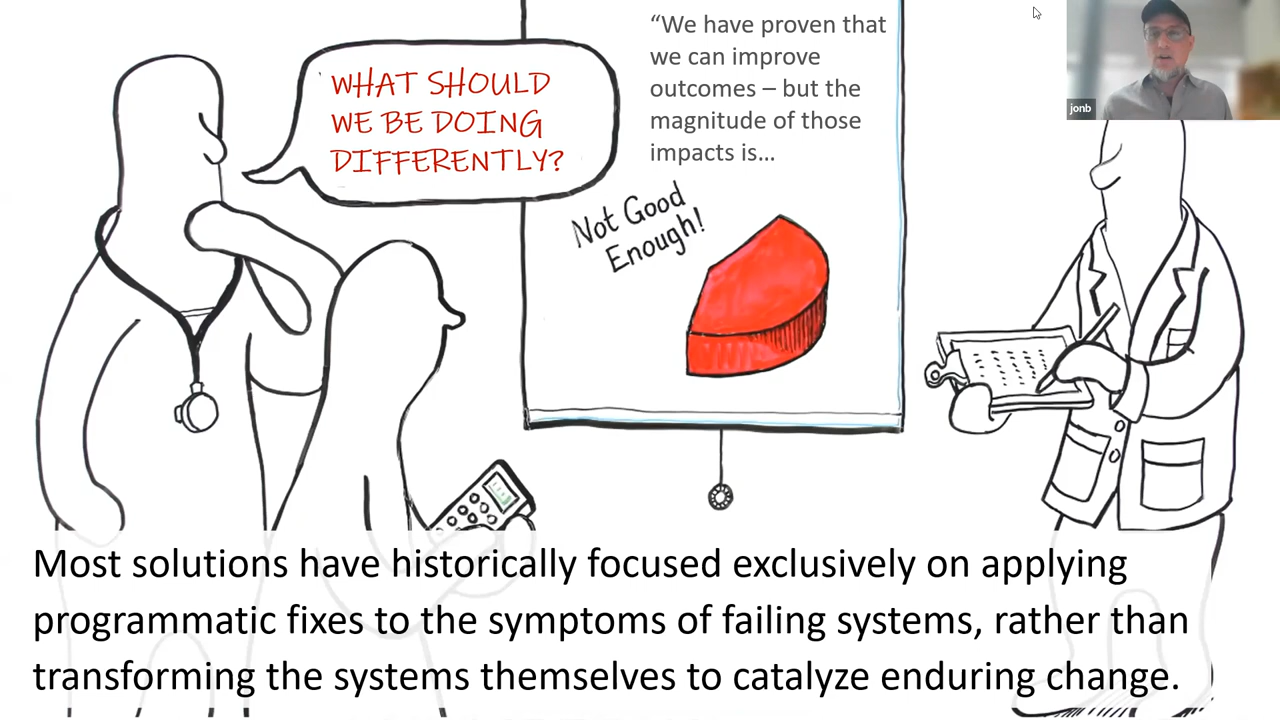 “We have proven that
we can improve
outcomes – but the
magnitude of those
impacts is…
WHAT SHOULD
WE BE DOING
DIFFERENTLY?
Not Good
Enough!
jonb
Most solutions have historically focused exclusively on applying
programmatic fixes to the symptoms of failing systems, rather than
transforming the systems themselves to catalyze enduring change.